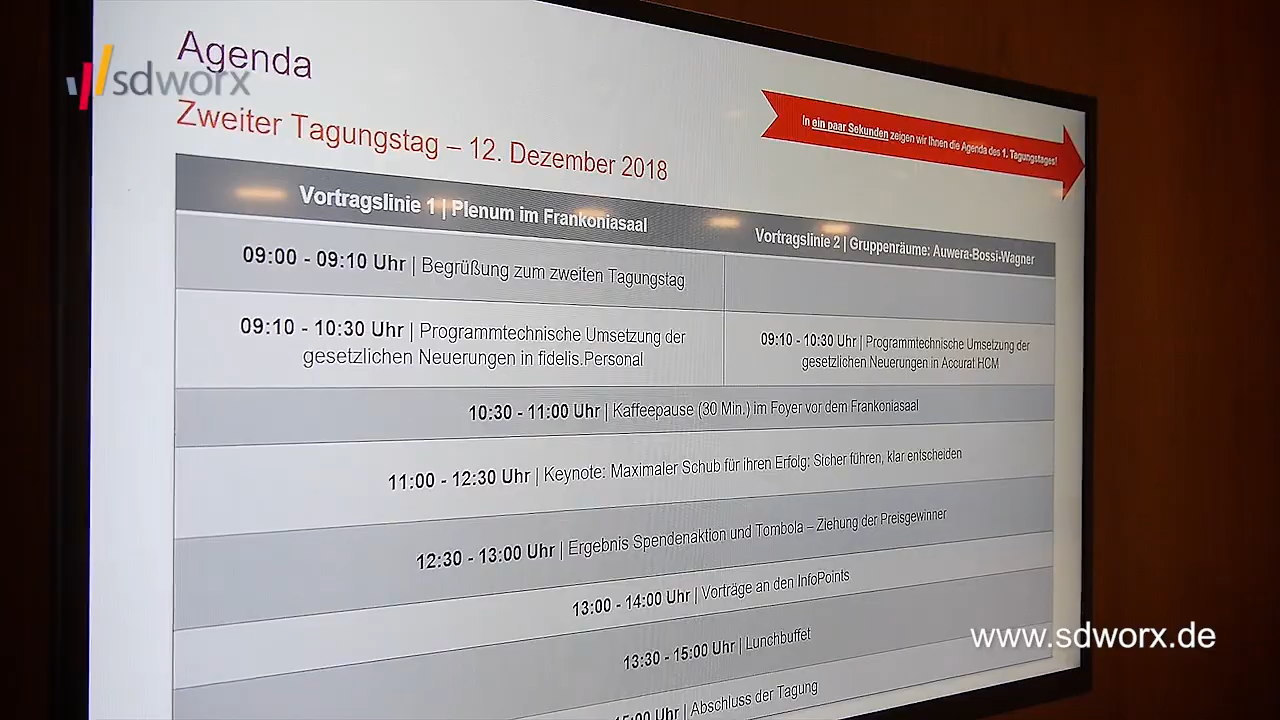 Agenda
sdworx
Zweiter Tagungstag – 12. Dezember 2018
In ein paar Sekunden zeigen wir Ihnen die Agenda des 1. Tagungstages!
Vortragslinie 1 | Plenum im Frankoniasaal
Vortragslinie 2 | Gruppenräume: Auwera-Bossi-Wagner
09:00 - 09:10 Uhr | Begrüßung zum zweiten Tagungstag
09:10 - 10:30 Uhr | Programmtechnische Umsetzung der
gesetzlichen Neuerungen in fidelis.Personal
09:10 - 10:30 Uhr | Programmtechnische Umsetzung der
gesetzlichen Neuerungen in Accurat HCM
10:30 - 11:00 Uhr | Kaffeepause (30 Min.) im Foyer vor dem Frankoniasaal
11:00 - 12:30 Uhr | Keynote: Maximaler Schub für ihren Erfolg: Sicher führen, klar entscheiden
12:30 - 13:00 Uhr | Ergebnis Spendenaktion und Tombola – Ziehung der Preisgewinner
13:00 - 14:00 Uhr | Vorträge an den InfoPoints
13:30 - 15:00 Uhr | Lunchbuffet
15:00 Uhr | Abschluss der Tagung
www.sdworx.de